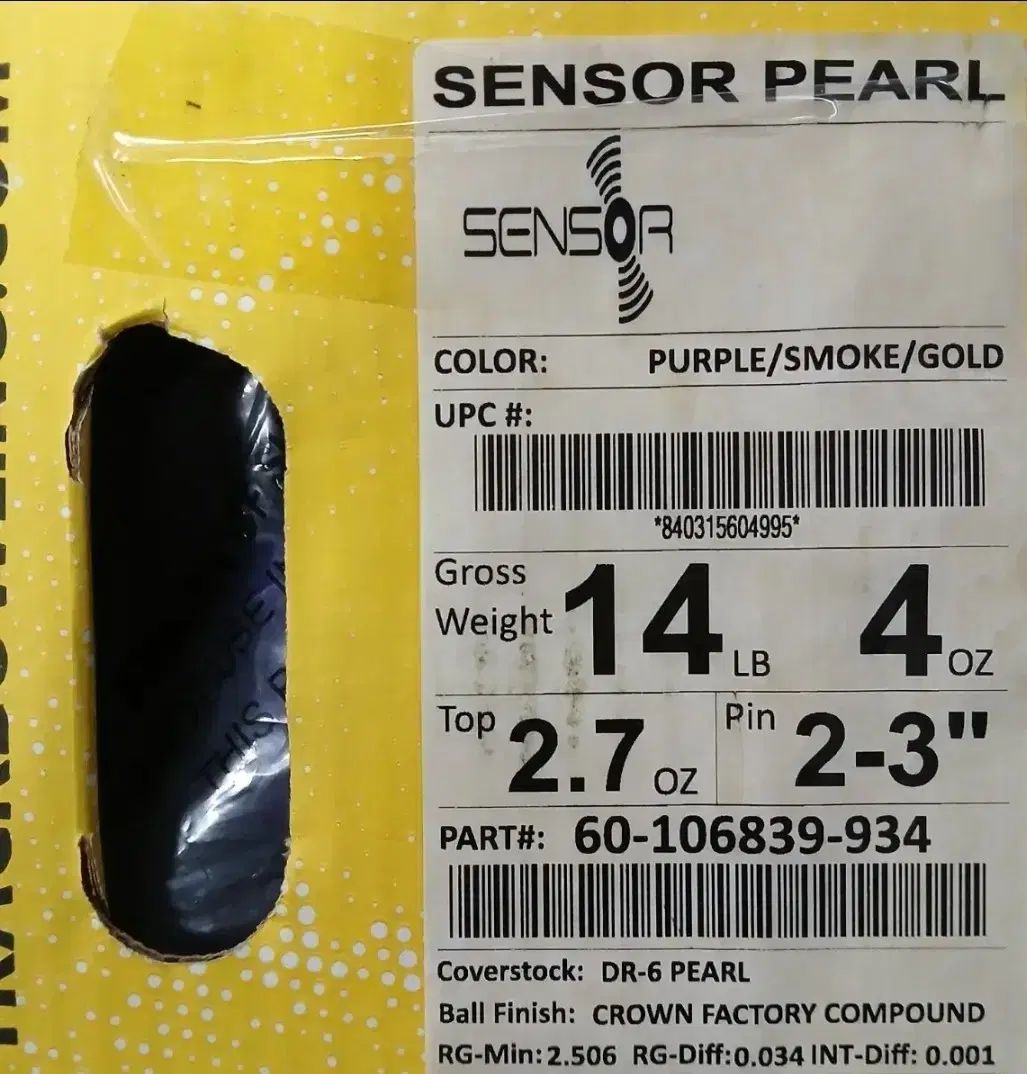 SENSOR PEARL
SENSOR
COLOR: PURPLE/SMOKE/GOLD
UPC #:
*840315604995*
Gross
Weight 14 LB 4 OZ
Top 2.7 OZ Pin 2-3"
PART#: 60-106839-934
Coverstock: DR-6 PEARL
Ball Finish: CROWN FACTORY COMPOUND
RG-Min: 2.506 RG-Diff: 0.034 INT-Diff: 0.001
THIS